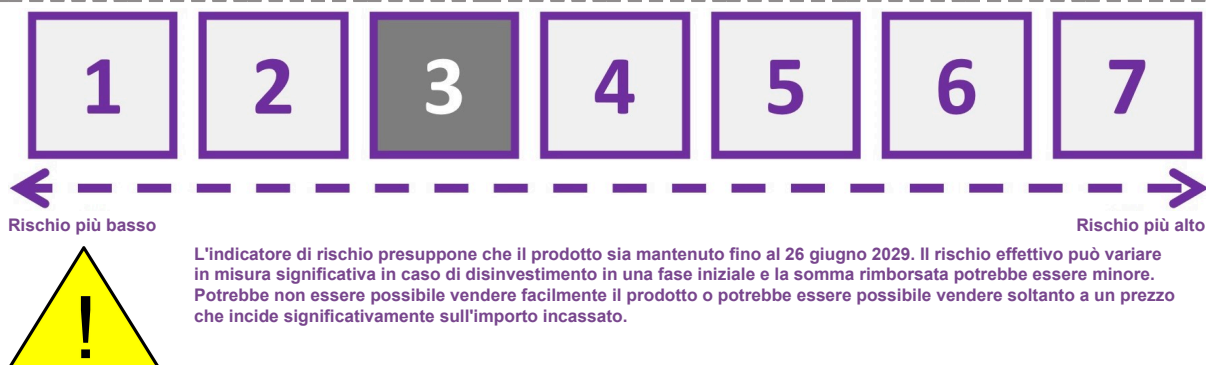 1 2 3 4 5 6 7
Rischio più basso Rischio più alto
L'indicatore di rischio presuppone che il prodotto sia mantenuto fino al 26 giugno 2029. Il rischio effettivo può variare
in misura significativa in caso di disinvestimento in una fase iniziale e la somma rimborsata potrebbe essere minore.
Potrebbe non essere possibile vendere facilmente il prodotto o potrebbe essere possibile vendere soltanto a un prezzo
che incide significativamente sull'importo incassato.
!